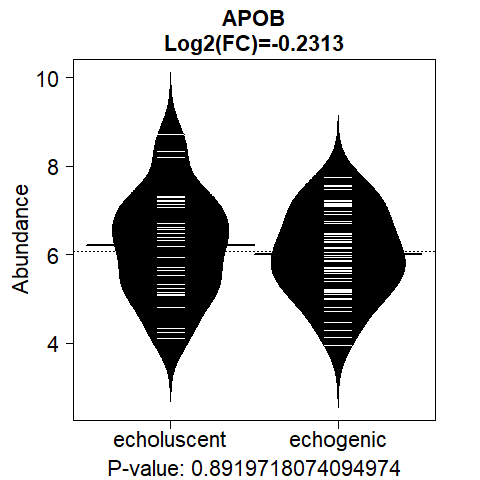 APOB
Log2(FC)=-0.2313
Abundance
10
8
6
4
echoluscent echogenic
P-value: 0.8919718074094974